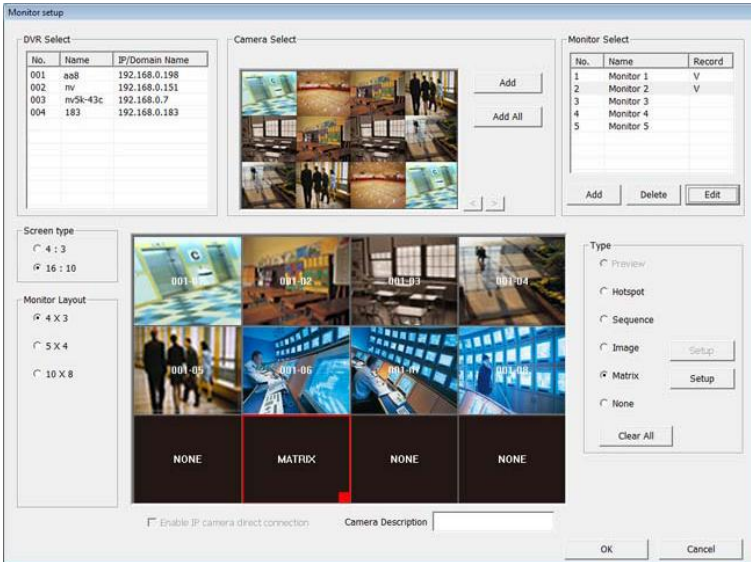 Monitor setup
DVR Select
No. Name IP/Domain Name
001 aa8 192.168.0.198
002 nv 192.168.0.151
003 nv5k-43c 192.168.0.7
004 183 192.168.0.183
Camera Select
Add
Add All
< >
Monitor Select
No. Name Record
1 Monitor 1 V
2 Monitor 2 V
3 Monitor 3
4 Monitor 4
5 Monitor 5
Add Delete Edit
Screen type
4 : 3
16 : 10
Monitor Layout
4 X 3
5 X 4
10 X 8
001-01 001-02 001-03 001-04
001-05 001-06 001-07 001-08
NONE MATRIX NONE NONE
Type
Preview
Hotspot
Sequence
Image Setup
Matrix Setup
None
Clear All
Enable IP camera direct connection Camera Description
OK Cancel